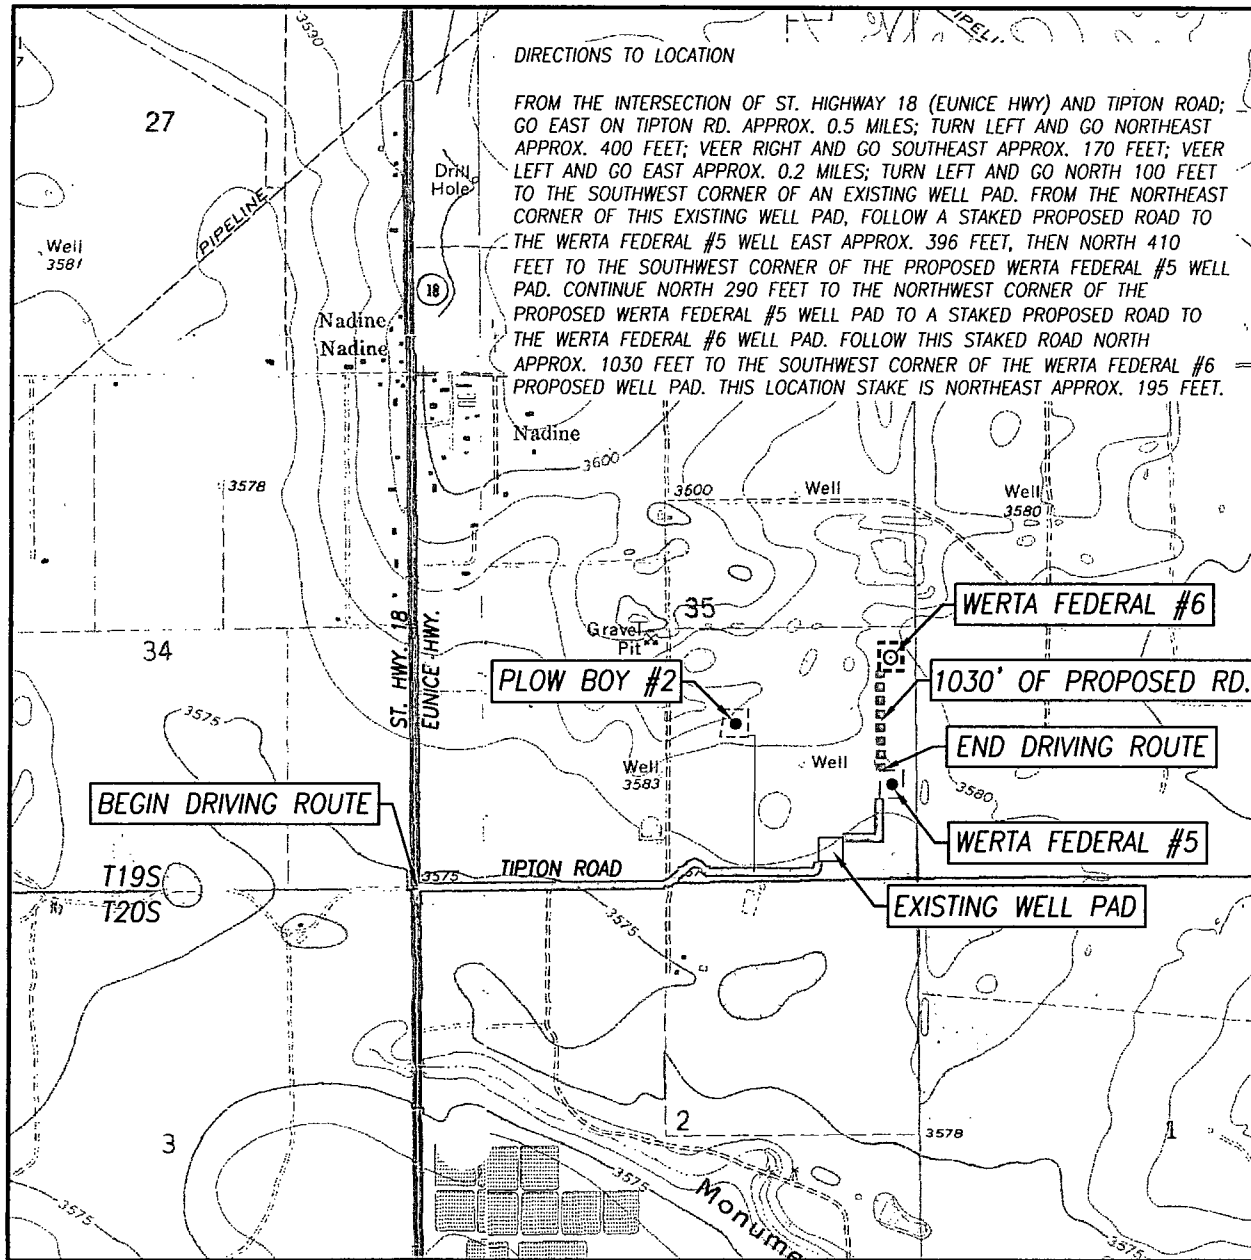 3590
PIPELI
DIRECTIONS TO LOCATION
FROM THE INTERSECTION OF ST. HIGHWAY 18 (EUNICE HWY) AND TIPTON ROAD;
GO EAST ON TIPTON RD. APPROX. 0.5 MILES; TURN LEFT AND GO NORTHEAST
APPROX. 400 FEET; VEER RIGHT AND GO SOUTHEAST APPROX. 170 FEET; VEER
LEFT AND GO EAST APPROX. 0.2 MILES; TURN LEFT AND GO NORTH 100 FEET
TO THE SOUTHWEST CORNER OF AN EXISTING WELL PAD. FROM THE NORTHEAST
CORNER OF THIS EXISTING WELL PAD, FOLLOW A STAKED PROPOSED ROAD TO
THE WERTA FEDERAL #5 WELL EAST APPROX. 396 FEET, THEN NORTH 410
FEET TO THE SOUTHWEST CORNER OF THE PROPOSED WERTA FEDERAL #5 WELL
PAD. CONTINUE NORTH 290 FEET TO THE NORTHWEST CORNER OF THE
PROPOSED WERTA FEDERAL #5 WELL PAD TO A STAKED PROPOSED ROAD TO
THE WERTA FEDERAL #6 WELL PAD. FOLLOW THIS STAKED ROAD NORTH
APPROX. 1030 FEET TO THE SOUTHWEST CORNER OF THE WERTA FEDERAL #6
PROPOSED WELL PAD. THIS LOCATION STAKE IS NORTHEAST APPROX. 195 FEET.
27
Drill
Hole
PIPELINE
Well
3581
18
Nadine
Nadine
Nadine
3600
3578
3500
Well
Well
3580
WERTA FEDERAL #6
35
Gravel
Pit
34
ST. HWY. 18
EUNICE HWY.
PLOW BOY #2
1030' OF PROPOSED RD.
3575
END DRIVING ROUTE
Well
3583
Well
3580
BEGIN DRIVING ROUTE
WERTA FEDERAL #5
TIPTON ROAD
3575
T19S
T20S
EXISTING WELL PAD
3575
3
2
3578
1
3575
3575
Monume
3575